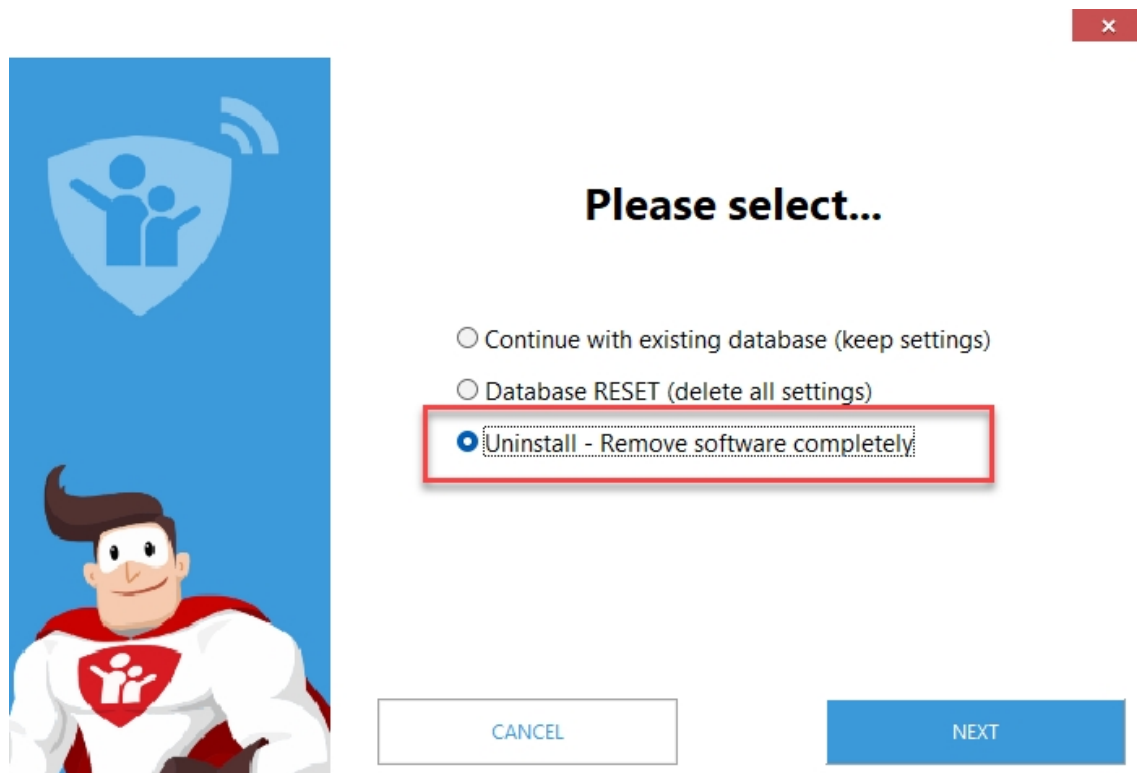 Please select...
Continue with existing database (keep settings)
Database RESET (delete all settings)
Uninstall - Remove software completely
CANCEL
NEXT